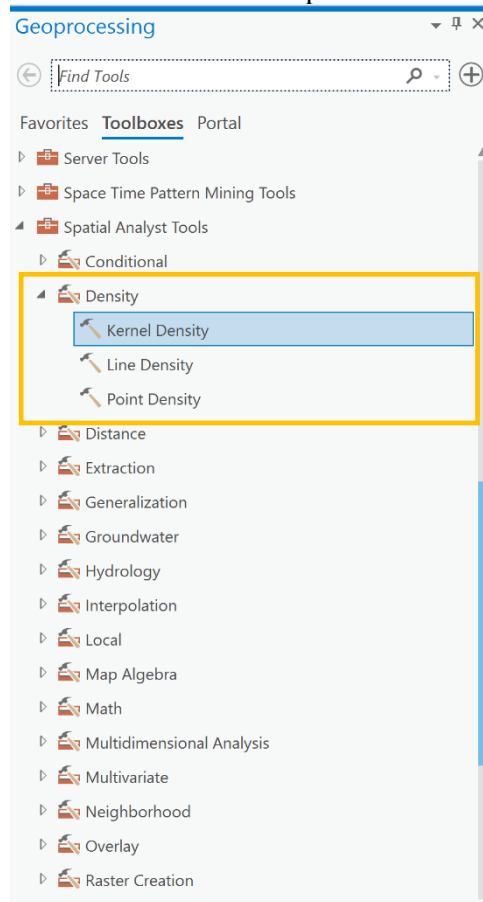 Geoprocessing
Find Tools
Favorites Toolboxes Portal
Server Tools
Space Time Pattern Mining Tools
Spatial Analyst Tools
Conditional
Density
Kernel Density
Line Density
Point Density
Distance
Extraction
Generalization
Groundwater
Hydrology
Interpolation
Local
Map Algebra
Math
Multidimensional Analysis
Multivariate
Neighborhood
Overlay
Raster Creation